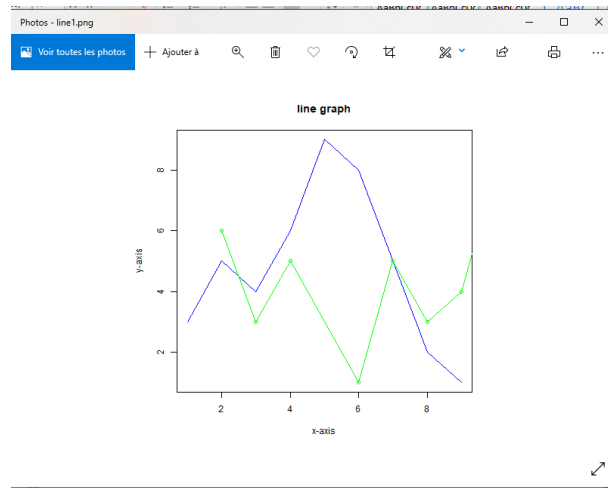 Photos - line1.png
Voir toutes les photos
Ajouter à
line graph
y-axis
8
6
4
2
2 4 6 8
x-axis